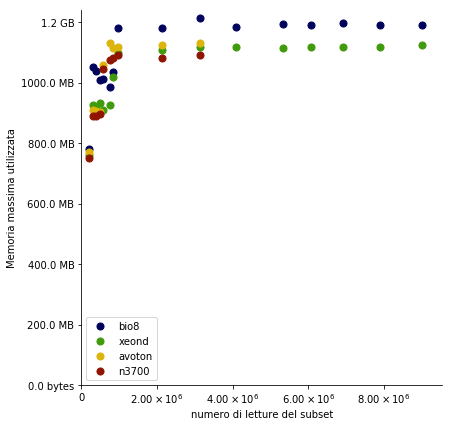 1.2 GB
1000.0 MB
800.0 MB
600.0 MB
400.0 MB
200.0 MB
0.0 bytes
Memoria massima utilizzata
bio8
xeond
avoton
n3700
0 2.00 × 10⁶ 4.00 × 10⁶ 6.00 × 10⁶ 8.00 × 10⁶
numero di letture del subset